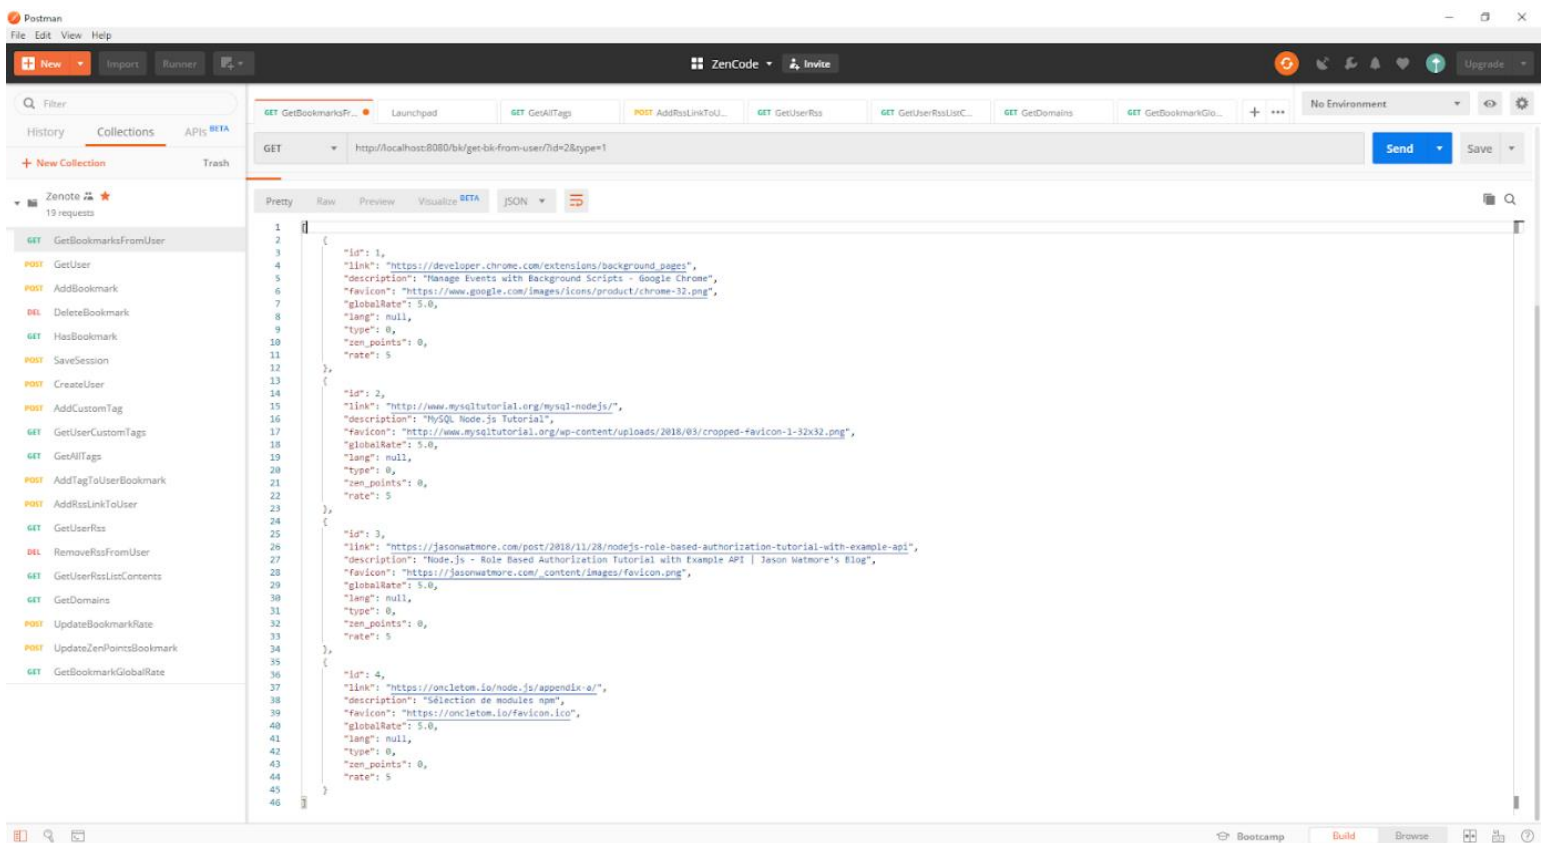 Postman
File Edit View Help
New Import Runner ZenCode Invite Upgrade
Filter
History Collections APIs BETA
+ New Collection Trash
Zenote
19 requests
GET GetBookmarksFromUser
POST GetUser
POST AddBookmark
DEL DeleteBookmark
GET HasBookmark
POST SaveSession
POST CreateUser
POST AddCustomTag
GET GetUserCustomTags
GET GetAllTags
POST AddTagToUserBookmark
POST AddRssLinkToUser
GET GetUserRss
DEL RemoveRssFromUser
GET GetUserRssListContents
GET GetDomains
POST UpdateBookmarkRate
POST UpdateZenPointsBookmark
GET GetBookmarkGlobalRate
GET GetBookmarksFr... Launchpad GET GetAllTags POST AddRssLinkToU... GET GetUserRss GET GetUserRssListC... GET GetDomains GET GetBookmarkGlo... + ••• No Environment
GET http://localhost:8080/bk/get-bk-from-user/?id=2&type=1 Send Save
Pretty Raw Preview Visualize BETA JSON
1 [
2 {
3 "id": 1,
4 "link": "https://developer.chrome.com/extensions/background_pages",
5 "description": "Manage Events with Background Scripts - Google Chrome",
6 "favicon": "https://www.google.com/images/icons/product/chrome-32.png",
7 "globalRate": 5.0,
8 "lang": null,
9 "type": 0,
10 "zen_points": 0,
11 "rate": 5
12 },
13 {
14 "id": 2,
15 "link": "http://www.mysqltutorial.org/mysql-nodejs/",
16 "description": "MySQL Node.js Tutorial",
17 "favicon": "http://www.mysqltutorial.org/wp-content/uploads/2018/03/cropped-favicon-1-32x32.png",
18 "globalRate": 5.0,
19 "lang": null,
20 "type": 0,
21 "zen_points": 0,
22 "rate": 5
23 },
24 {
25 "id": 3,
26 "link": "https://jasonwatmore.com/post/2018/11/28/nodejs-role-based-authorization-tutorial-with-example-api",
27 "description": "Node.js - Role Based Authorization Tutorial with Example API | Jason Watmore's Blog",
28 "favicon": "https://jasonwatmore.com/_content/images/favicon.png",
29 "globalRate": 5.0,
30 "lang": null,
31 "type": 0,
32 "zen_points": 0,
33 "rate": 5
34 },
35 {
36 "id": 4,
37 "link": "https://oncletom.io/node.js/appendix-a/",
38 "description": "Sélection de modules npm",
39 "favicon": "https://oncletom.io/favicon.ico",
40 "globalRate": 5.0,
41 "lang": null,
42 "type": 0,
43 "zen_points": 0,
44 "rate": 5
45 }
46 ]
Bootcamp Build Browse